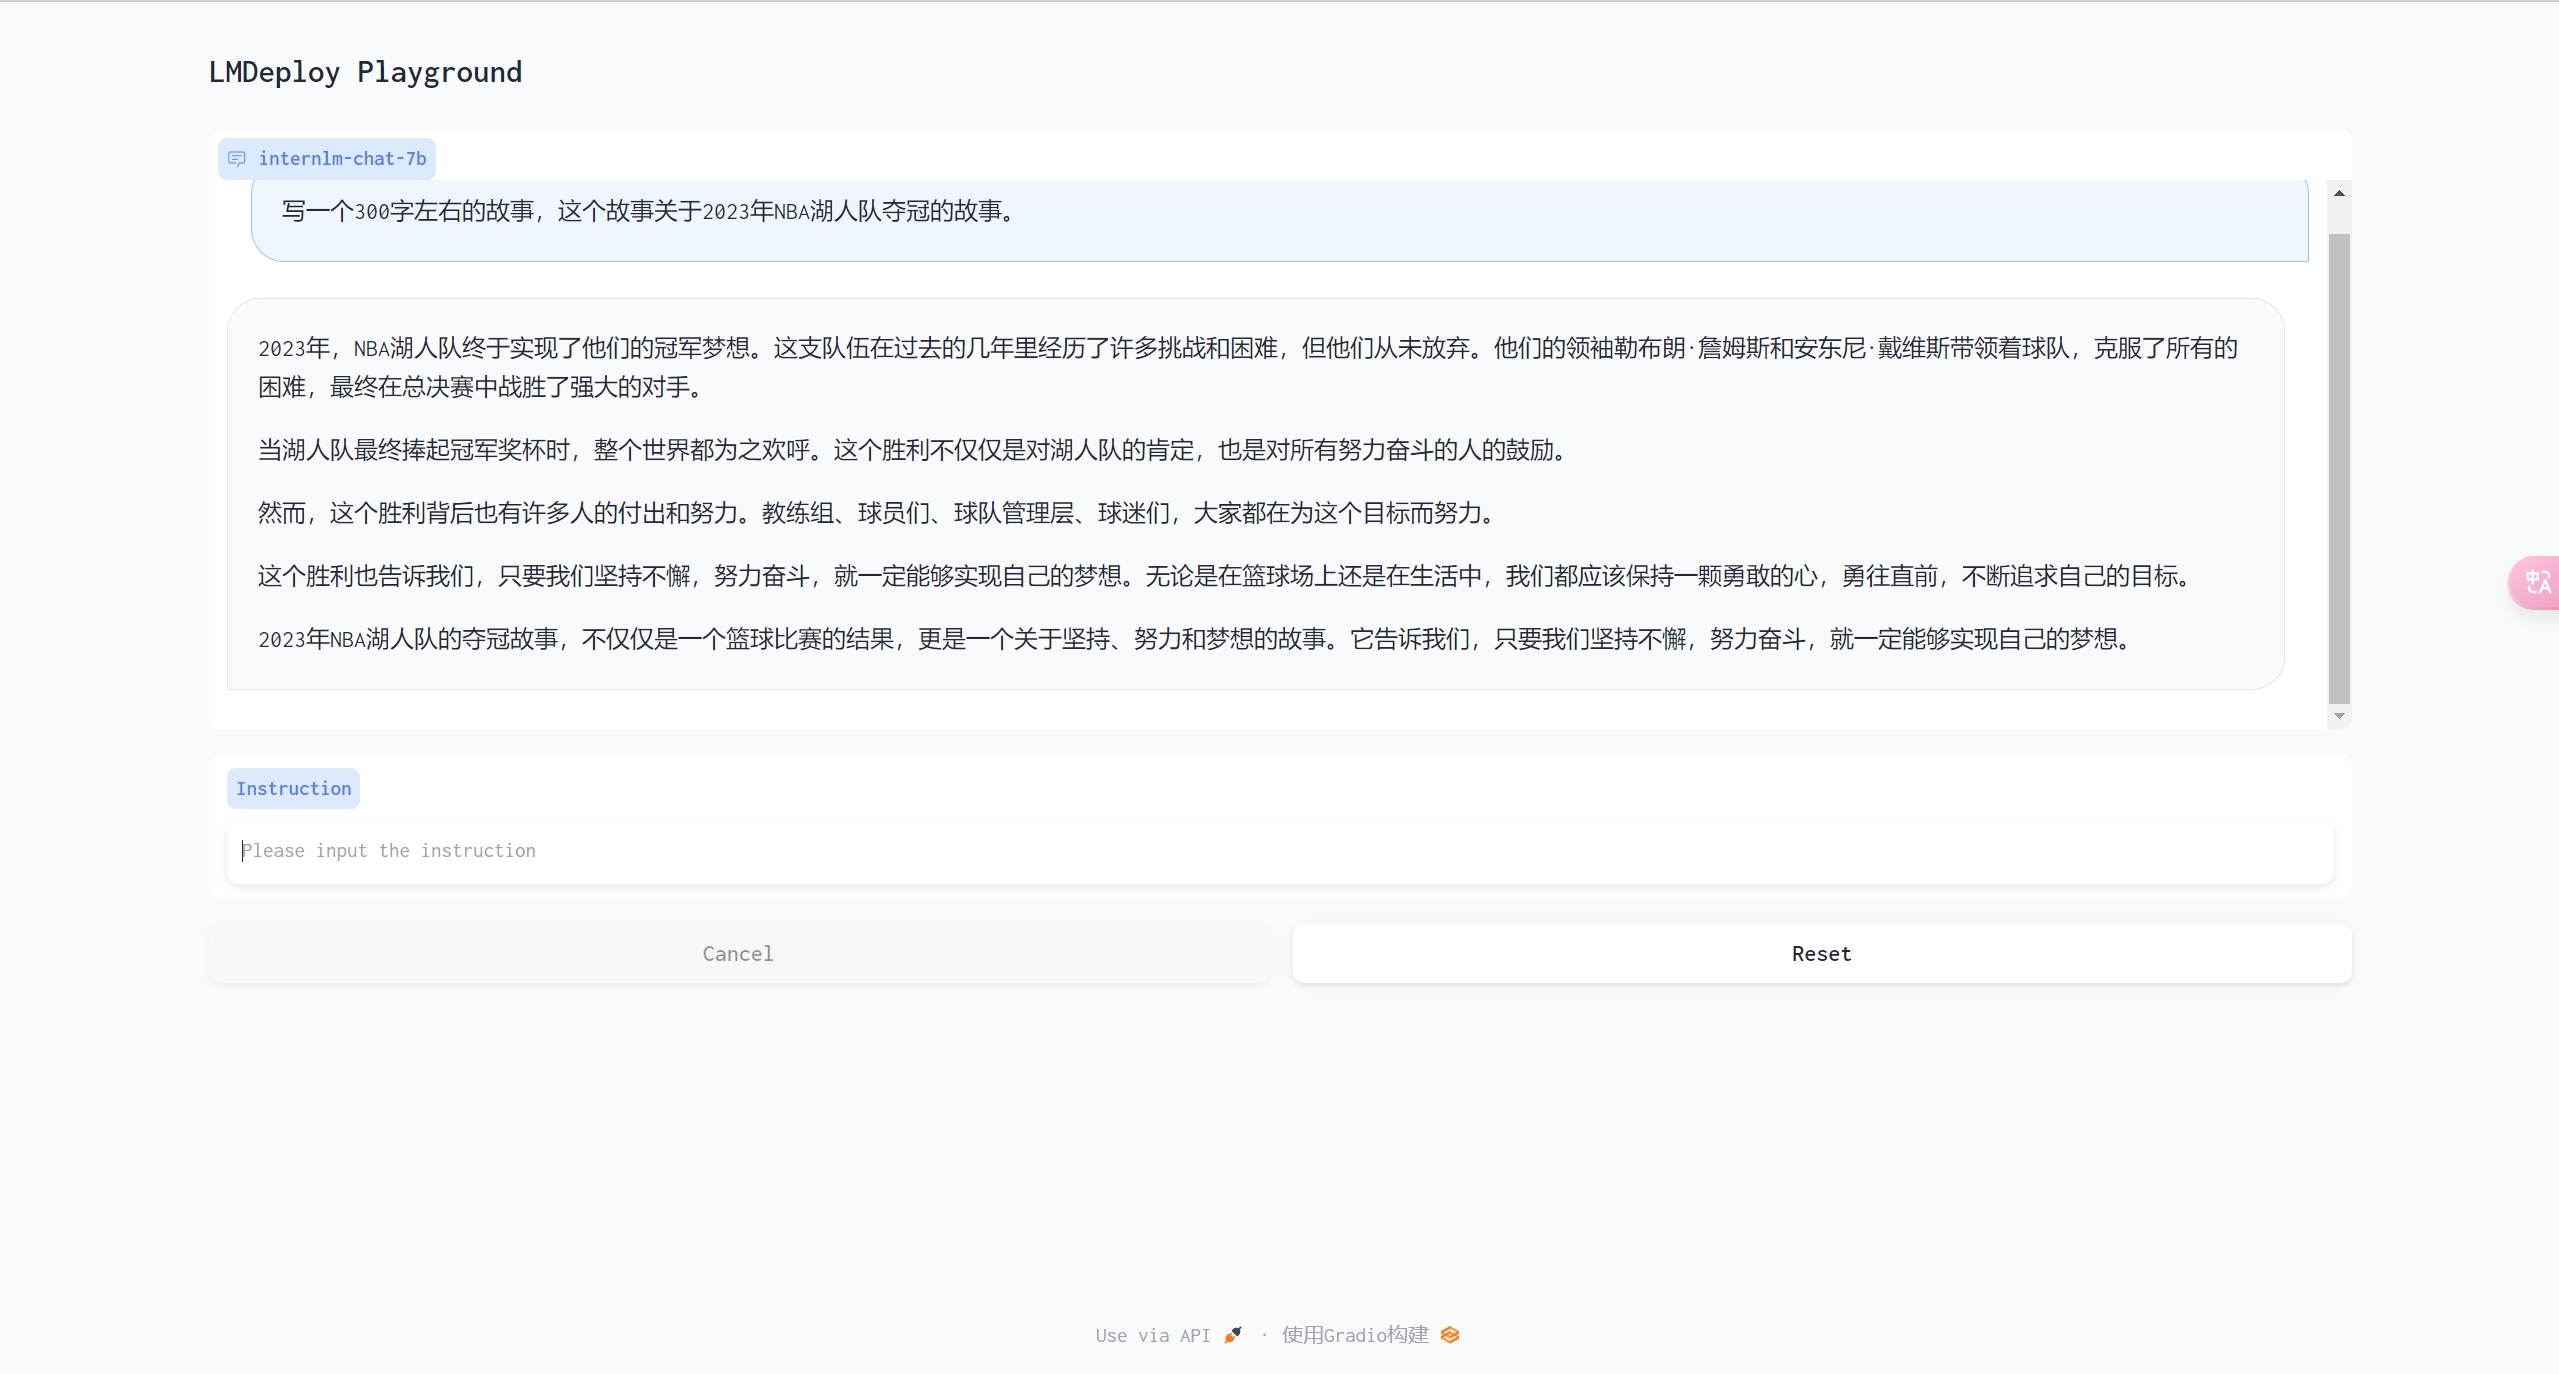 LMDeploy Playground
internlm-chat-7b
写一个300字左右的故事，这个故事关于2023年NBA湖人队夺冠的故事。
2023年，NBA湖人队终于实现了他们的冠军梦想。这支队伍在过去的几年里经历了许多挑战和困难，但他们从未放弃。他们的领袖勒布朗·詹姆斯和安东尼·戴维斯带领着球队，克服了所有的
困难，最终在总决赛中战胜了强大的对手。
当湖人队最终捧起冠军奖杯时，整个世界都为之欢呼。这个胜利不仅仅是对湖人队的肯定，也是对所有努力奋斗的人的鼓励。
然而，这个胜利背后也有许多人的付出和努力。教练组、球员们、球队管理层、球迷们，大家都在为这个目标而努力。
这个胜利也告诉我们，只要我们坚持不懈，努力奋斗，就一定能够实现自己的梦想。无论是在篮球场上还是在生活中，我们都应该保持一颗勇敢的心，勇往直前，不断追求自己的目标。
2023年NBA湖人队的夺冠故事，不仅仅是一个篮球比赛的结果，更是一个关于坚持、努力和梦想的故事。它告诉我们，只要我们坚持不懈，努力奋斗，就一定能够实现自己的梦想。
Instruction
Please input the instruction
Cancel
Reset
Use via API · 使用Gradio构建